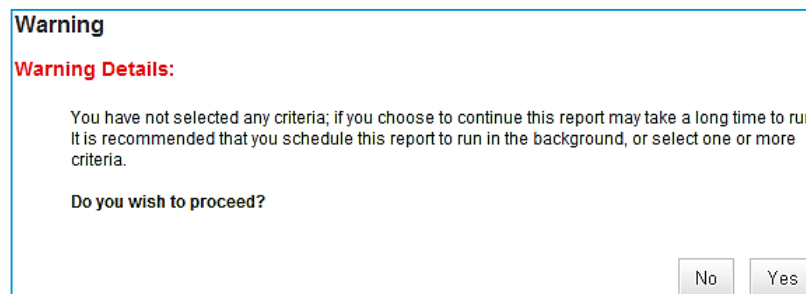 Warning
Warning Details:
You have not selected any criteria; if you choose to continue this report may take a long time to
It is recommended that you schedule this report to run in the background, or select one or more
criteria.
Do you wish to proceed?
No Yes